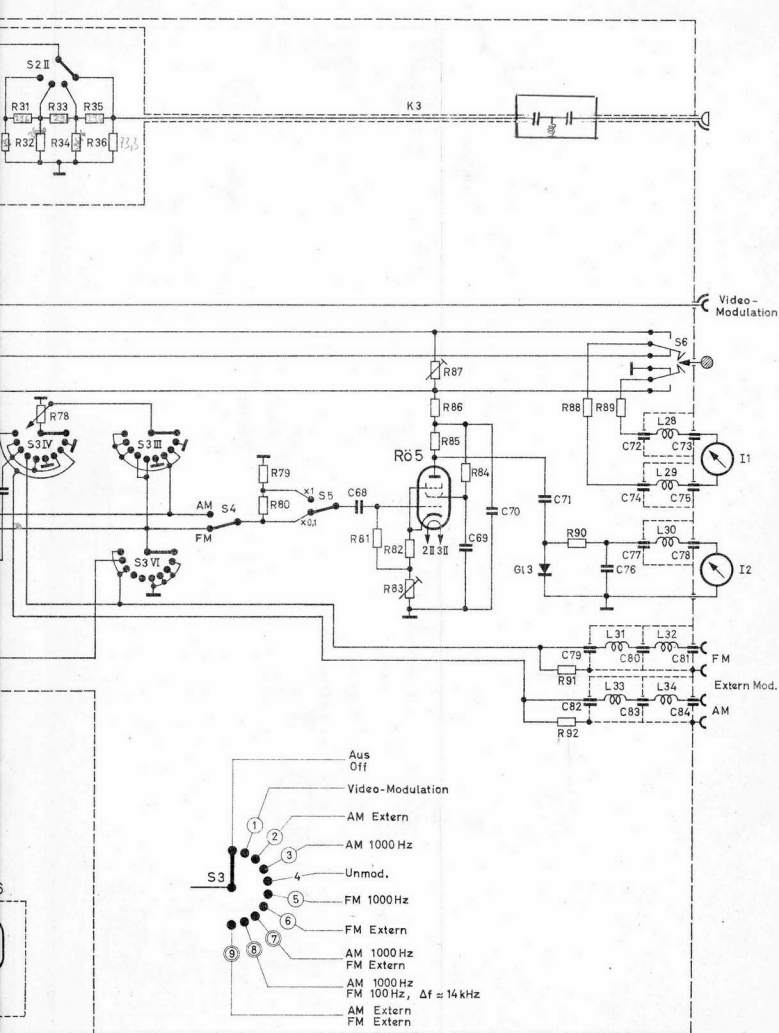 S2 II
R31 R33 R35
K3
R32 R34 R36 73,3
Video-
Modulation
S6
R87
R86
R88 R89
R78
L28
S3 IV
S3 III
R85
C72 C73
I1
Rö5
L29
R79
R84
AM
S4
x1
S5
C68
C71
C74 C75
R80
C70
FM
x0,1
R90
L30
R81
R82
2II 3II
C69
C77 C78
S3 VI
Gl3
C76
I2
R83
L31 L32
C79 C80 C81
FM
R91
L33 L34
Extern Mod.
C82 C83 C84
AM
R92
Aus
Off
Video-Modulation
1
AM Extern
2
3
AM 1000 Hz
S3
4
Unmod.
5
FM 1000 Hz
6
FM Extern
7
9 8
AM 1000 Hz
FM Extern
AM 1000 Hz
FM 100 Hz, Δf ≈ 14 kHz
AM Extern
FM Extern